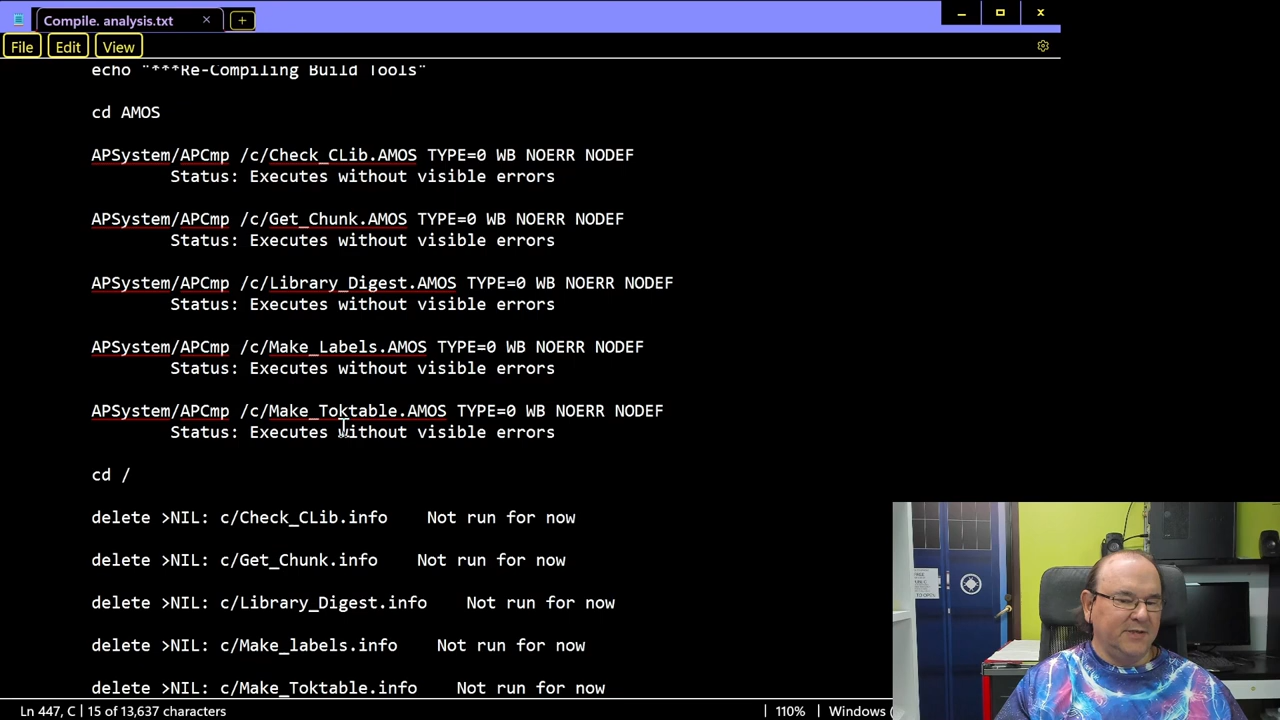 Compile. analysis.txt
File Edit View
echo "***Re-Compiling Build Tools"
cd AMOS
APSystem/APCmp /c/Check_CLib.AMOS TYPE=0 WB NOERR NODEF
Status: Executes without visible errors
APSystem/APCmp /c/Get_Chunk.AMOS TYPE=0 WB NOERR NODEF
Status: Executes without visible errors
APSystem/APCmp /c/Library_Digest.AMOS TYPE=0 WB NOERR NODEF
Status: Executes without visible errors
APSystem/APCmp /c/Make_Labels.AMOS TYPE=0 WB NOERR NODEF
Status: Executes without visible errors
APSystem/APCmp /c/Make_Toktable.AMOS TYPE=0 WB NOERR NODEF
Status: Executes without visible errors
cd /
delete >NIL: c/Check_CLib.info Not run for now
delete >NIL: c/Get_Chunk.info Not run for now
delete >NIL: c/Library_Digest.info Not run for now
delete >NIL: c/Make_labels.info Not run for now
delete >NIL: c/Make_Toktable.info Not run for now
Ln 447, C 15 of 13,637 characters 110% Windows (